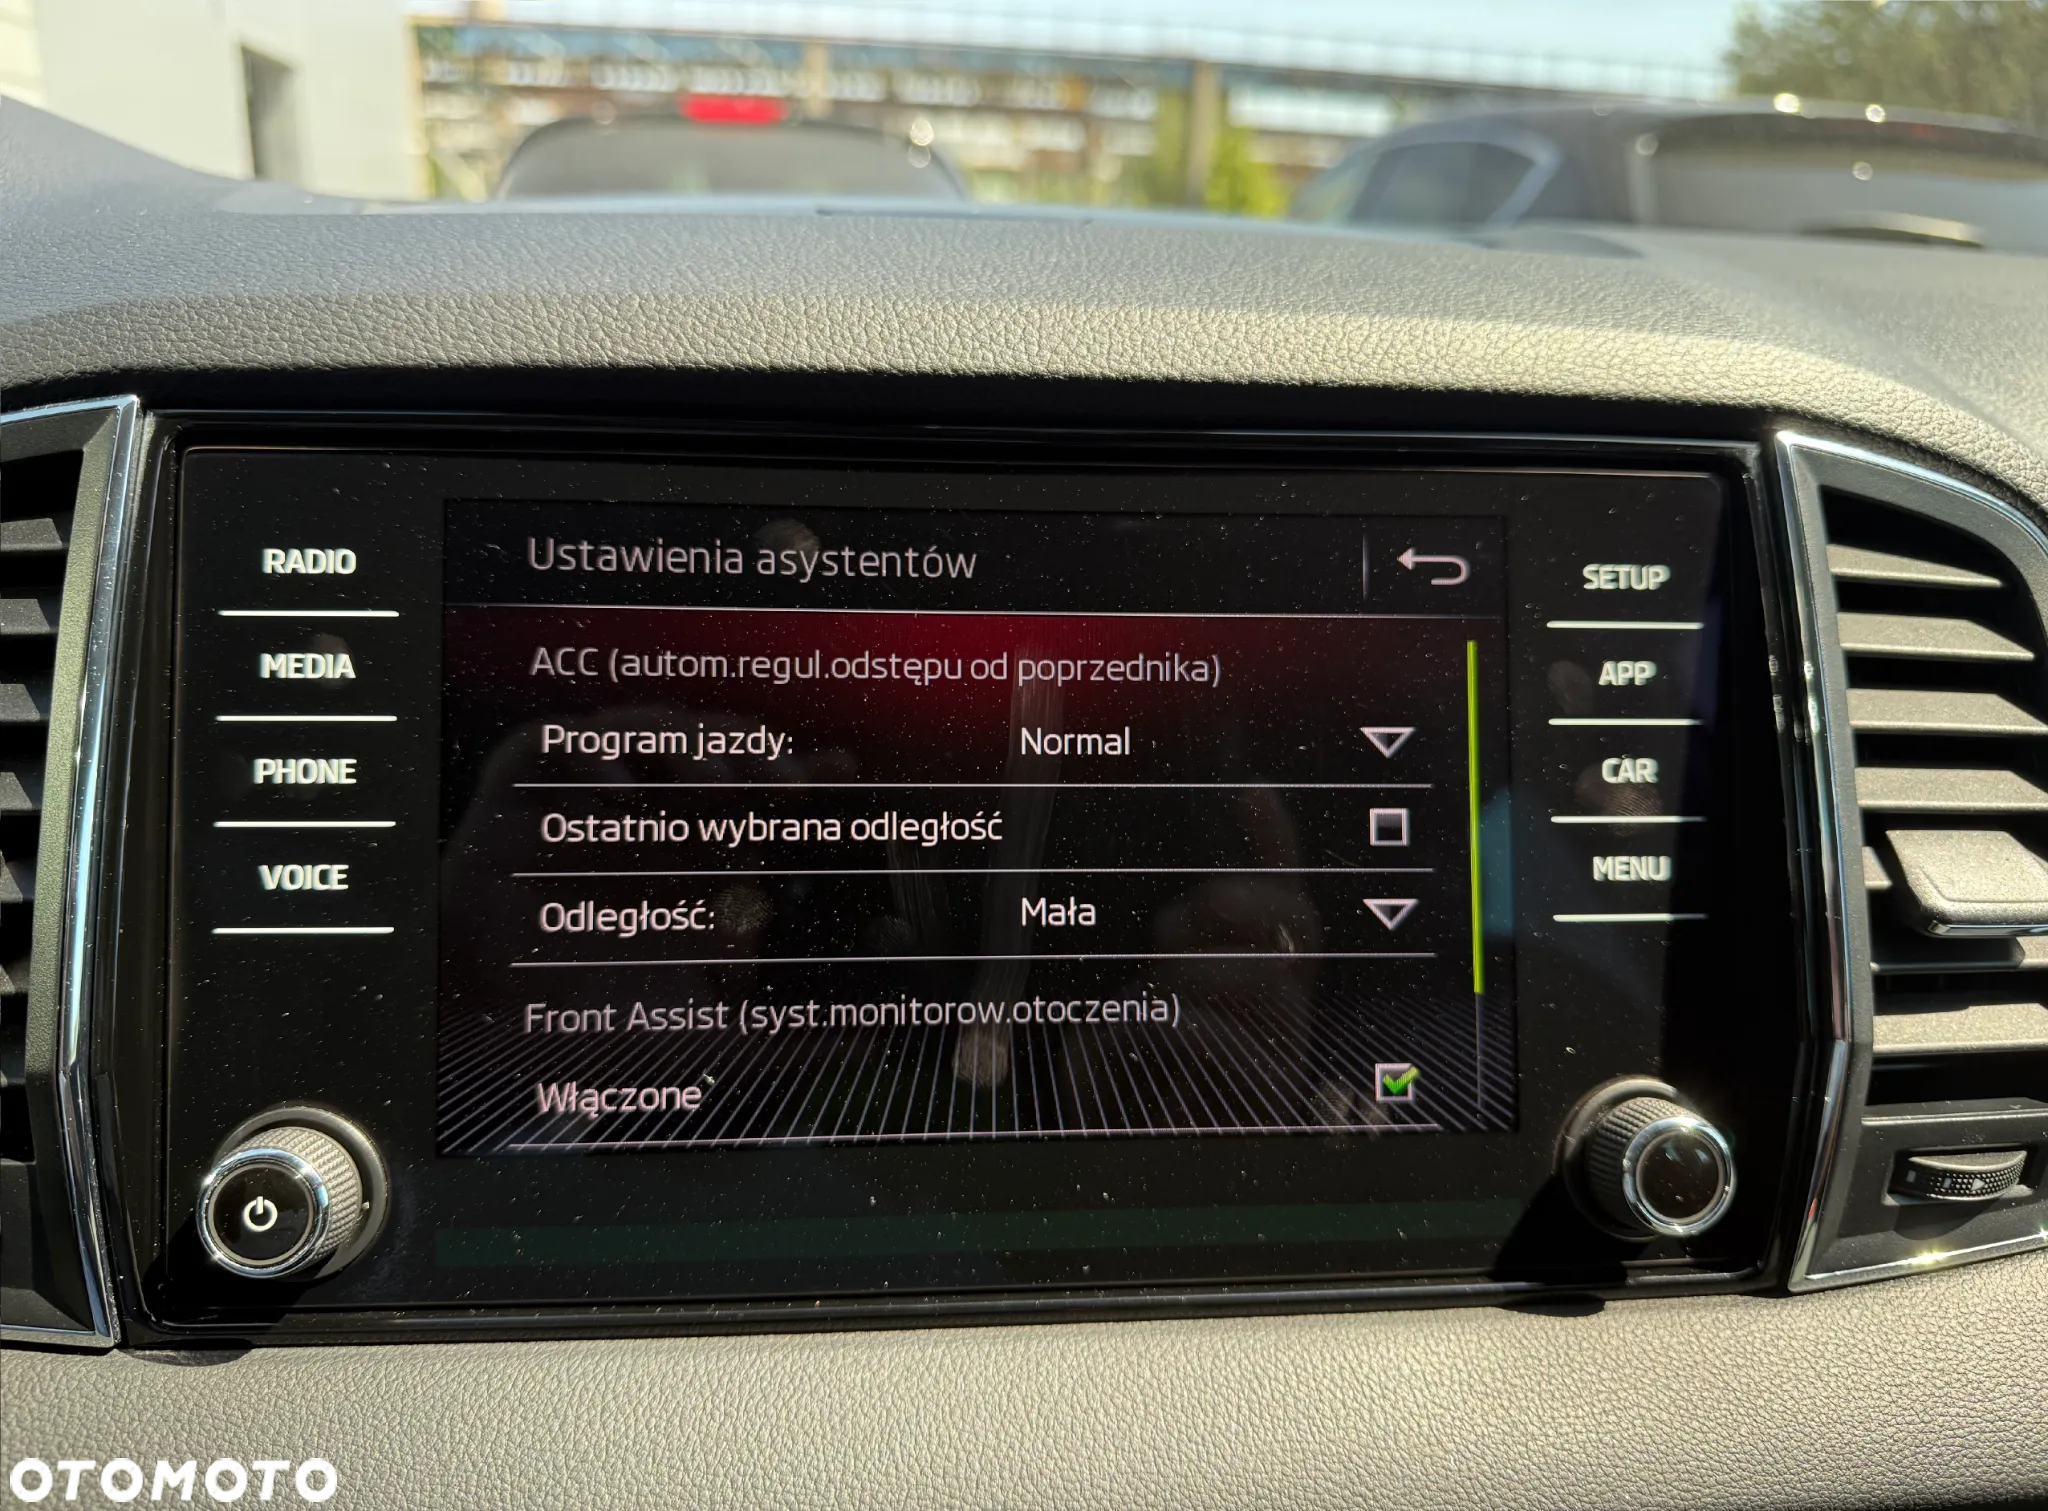 RADIO
MEDIA
PHONE
VOICE
Ustawienia asystentów
ACC (autom.regul.odstępu od poprzednika)
Program jazdy: Normal
Ostatnio wybrana odległość
Odległość: Mała
Front Assist (syst.monitorow.otoczenia)
Włączone
SETUP
APP
CAR
MENU
OTOMOTO